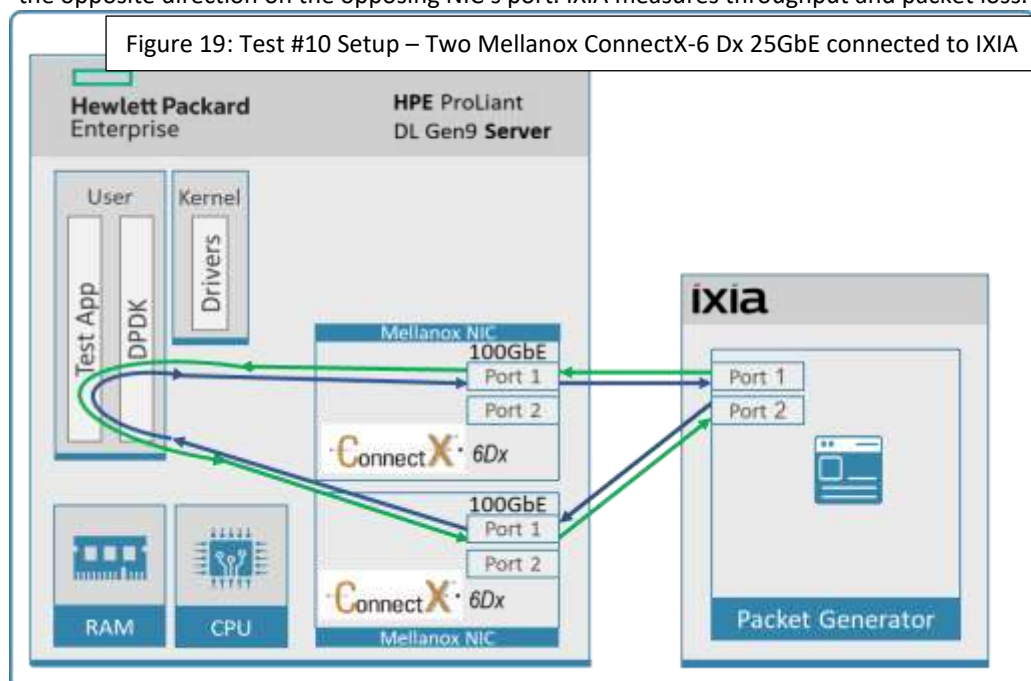 the opposite direction on the opposing NIC's port. IXIA measures throughput and packet loss.
Figure 19: Test #10 Setup – Two Mellanox ConnectX-6 Dx 25GbE connected to IXIA
Hewlett Packard
Enterprise
HPE ProLiant
DL Gen9 Server
User
Kernel
Test App
DPDK
Drivers
Mellanox NIC
100GbE
Port 1
Port 2
ConnectX· 6Dx
100GbE
Port 1
Port 2
ConnectX· 6Dx
Mellanox NIC
RAM
CPU
ixia
Port 1
Port 2
Packet Generator